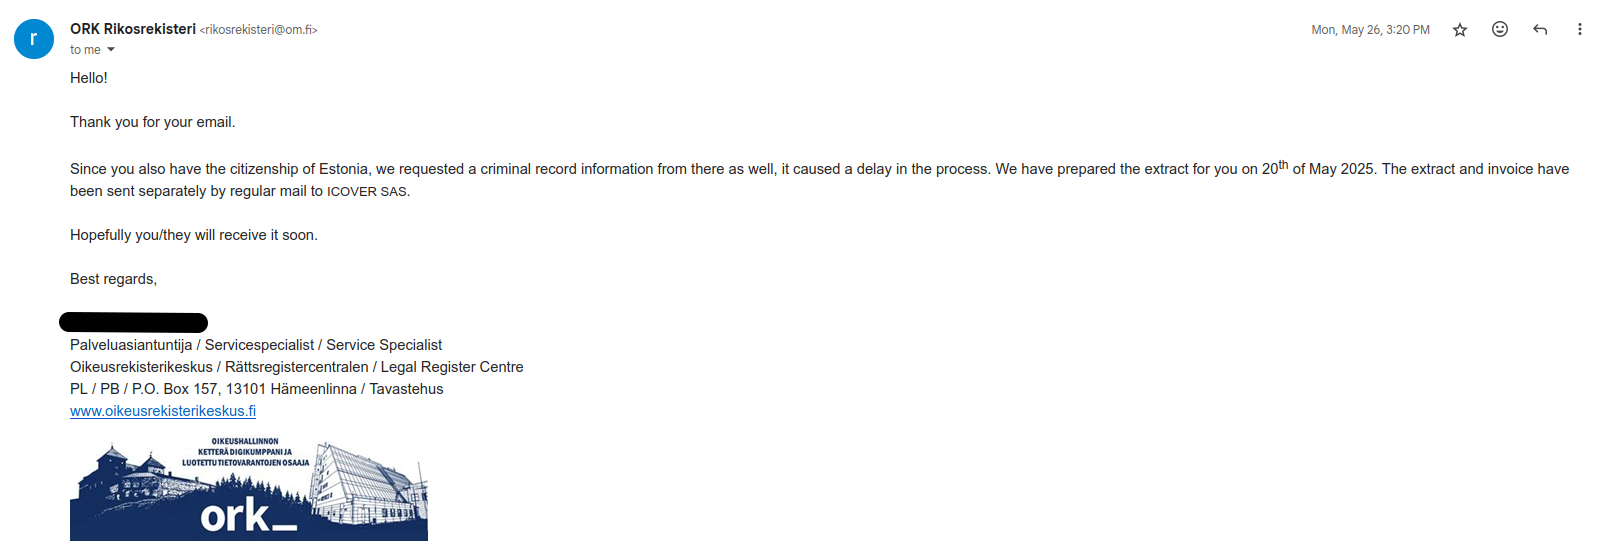 r
ORK Rikosrekisteri <rikosrekisteri@om.fi>
Mon, May 26, 3:20 PM
to me
Hello!
Thank you for your email.
Since you also have the citizenship of Estonia, we requested a criminal record information from there as well, it caused a delay in the process. We have prepared the extract for you on 20th of May 2025. The extract and invoice have
been sent separately by regular mail to ICOVER SAS.
Hopefully you/they will receive it soon.
Best regards,
Palveluasiantuntija / Servicespecialist / Service Specialist
Oikeusrekisterikeskus / Rättsregistercentralen / Legal Register Centre
PL / PB / P.O. Box 157, 13101 Hämeenlinna / Tavastehus
www.oikeusrekisterikeskus.fi
OIKEUSHALLINNON
KETTERÄ DIGIKUMPPANI JA
LUOTETTU TIETOVARANTOJEN OSAAJA
ork_